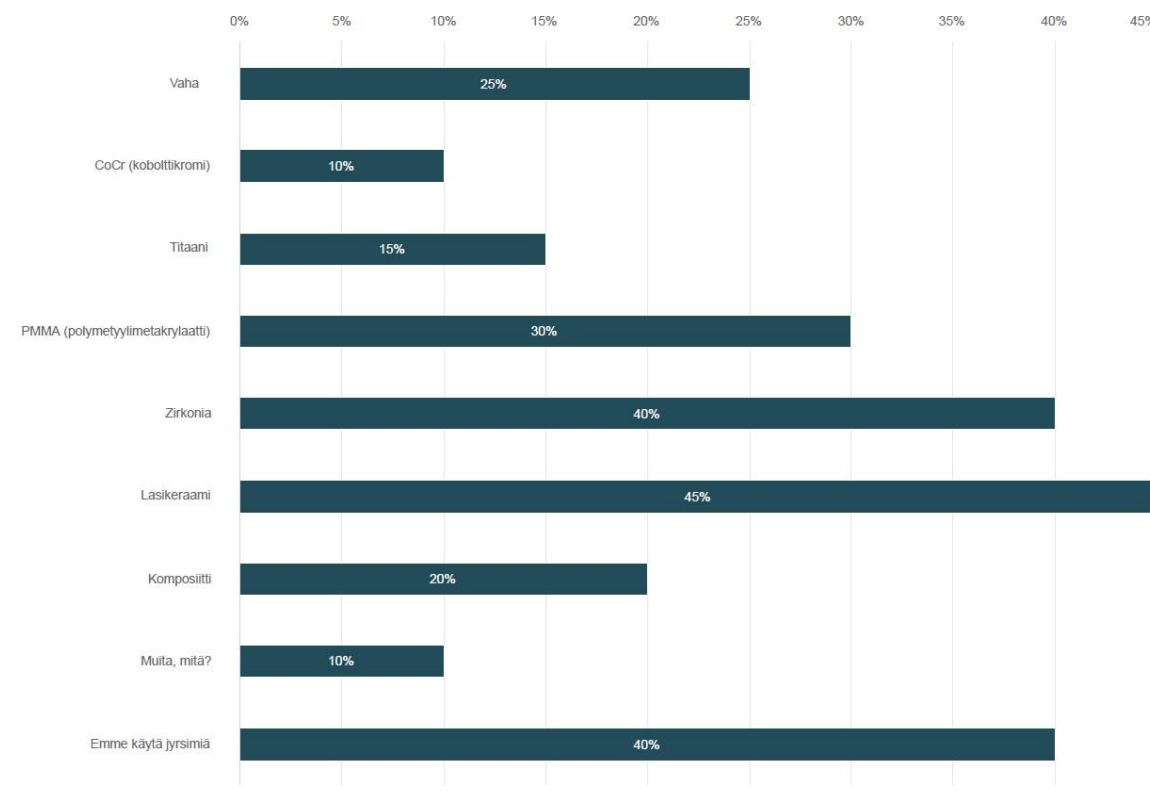 0% 5% 10% 15% 20% 25% 30% 35% 40% 45%
Vaha 25%
CoCr (kobolttikromi) 10%
Titaani 15%
PMMA (polymetyylimetakrylaatti) 30%
Zirkonia 40%
Lasikeraami 45%
Komposiitti 20%
Muita, mitä? 10%
Emme käytä jyrsimiä 40%